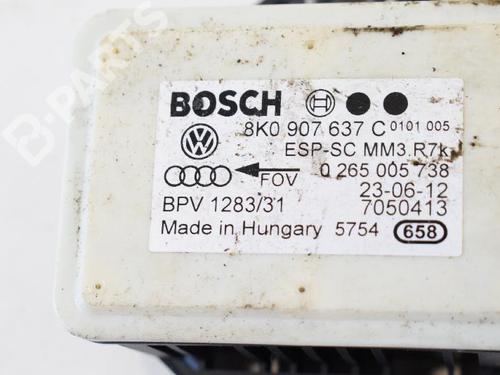 BOSCH
8K0 907 637 C 0101 005
ESP-SC MM3.R7k
FOV 0 265 005 738
23-06-12
BPV 1283/31 7050413
Made in Hungary 5754 658
B-PARTS